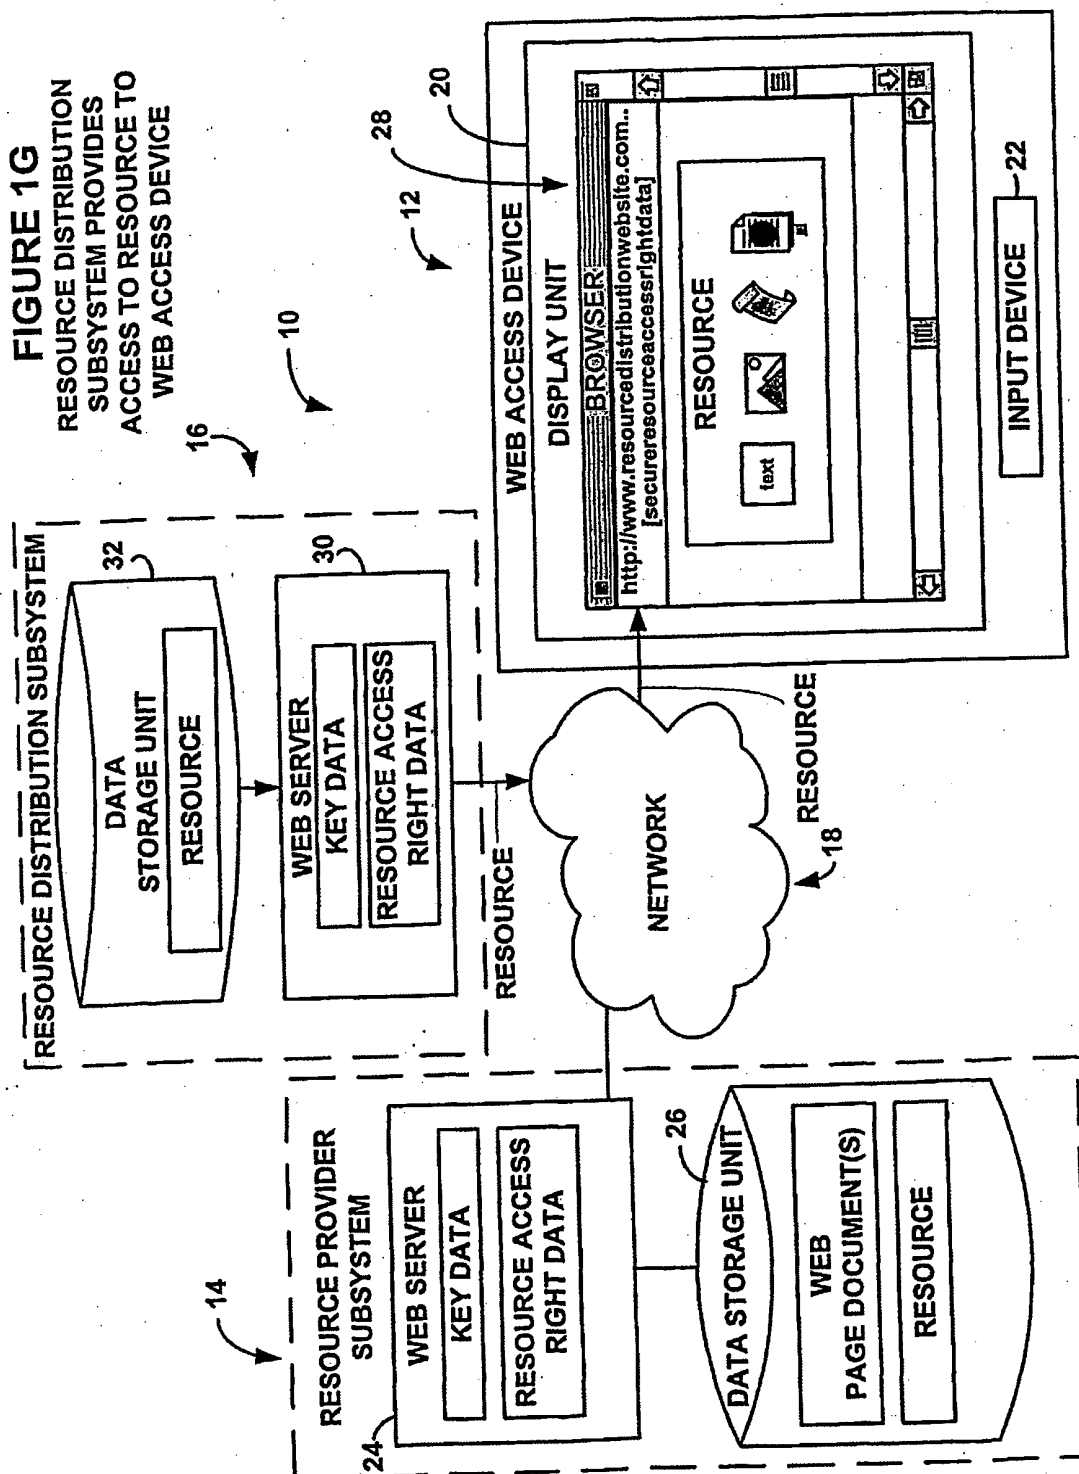 FIGURE 1G
RESOURCE DISTRIBUTION
SUBSYSTEM PROVIDES
ACCESS TO RESOURCE TO
WEB ACCESS DEVICE
10
16
12
RESOURCE DISTRIBUTION SUBSYSTEM
32
DATA
STORAGE UNIT
RESOURCE
30
WEB SERVER
KEY DATA
RESOURCE ACCESS
RIGHT DATA
RESOURCE
14
RESOURCE PROVIDER
SUBSYSTEM
24
WEB SERVER
KEY DATA
RESOURCE ACCESS
RIGHT DATA
26
DATA STORAGE UNIT
WEB
PAGE DOCUMENT(S)
RESOURCE
NETWORK
18
RESOURCE
20
28
WEB ACCESS DEVICE
DISPLAY UNIT
BROWSER
http://www.resourcedistributionwebsite.com..
[secureresourceaccessrightdata]
RESOURCE
text
INPUT DEVICE
22